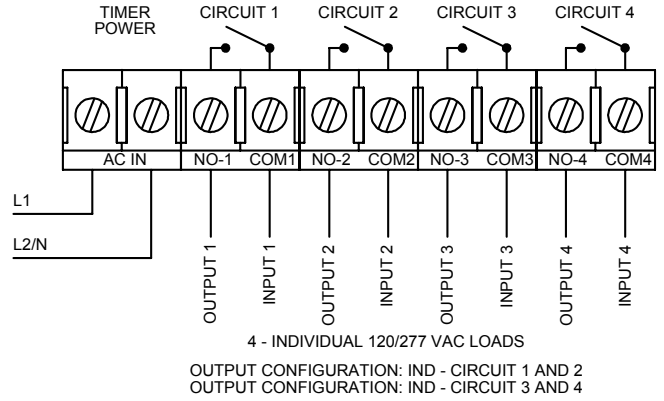 TIMER POWER
CIRCUIT 1
CIRCUIT 2
CIRCUIT 3
CIRCUIT 4
AC IN
NO-1
COM1
NO-2
COM2
NO-3
COM3
NO-4
COM4
L1
L2/N
OUTPUT 1
INPUT 1
OUTPUT 2
INPUT 2
OUTPUT 3
INPUT 3
OUTPUT 4
INPUT 4
4 - INDIVIDUAL 120/277 VAC LOADS
OUTPUT CONFIGURATION: IND - CIRCUIT 1 AND 2
OUTPUT CONFIGURATION: IND - CIRCUIT 3 AND 4